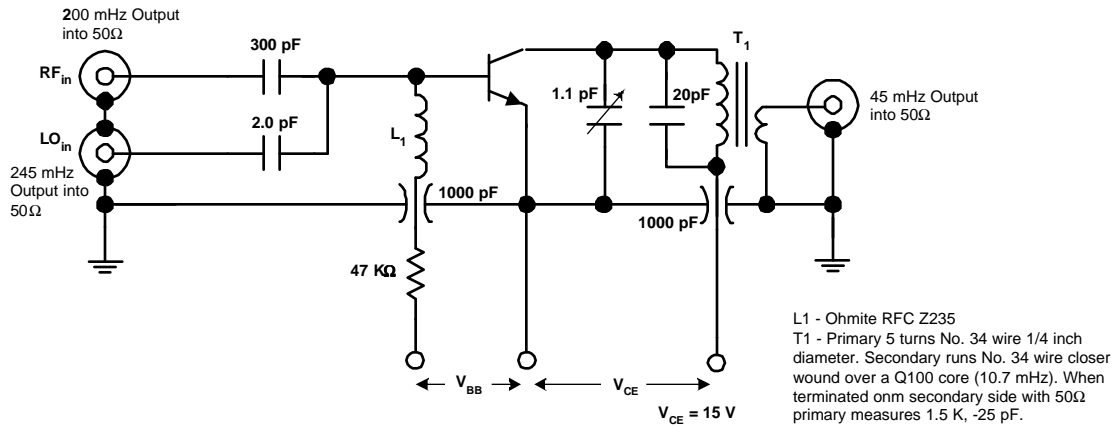 200 mHz Output
into 50Ω
RF in
300 pF
LO in
2.0 pF
245 mHz
Output into
50Ω
L1
1000 pF
47 KΩ
1.1 pF
20pF
T1
45 mHz Output
into 50Ω
1000 pF
VBB
VCE
VCE = 15 V
L1 - Ohmite RFC Z235
T1 - Primary 5 turns No. 34 wire 1/4 inch
diameter. Secondary runs No. 34 wire closer
wound over a Q100 core (10.7 mHz). When
terminated onm secondary side with 50Ω
primary measures 1.5 K, -25 pF.